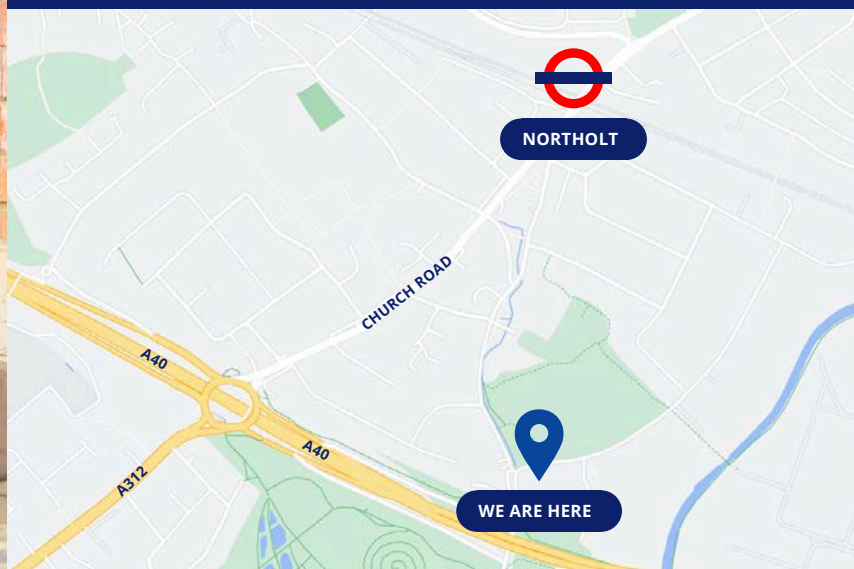 NORTHOLT
CHURCH ROAD
A40
A40
A312
WE ARE HERE